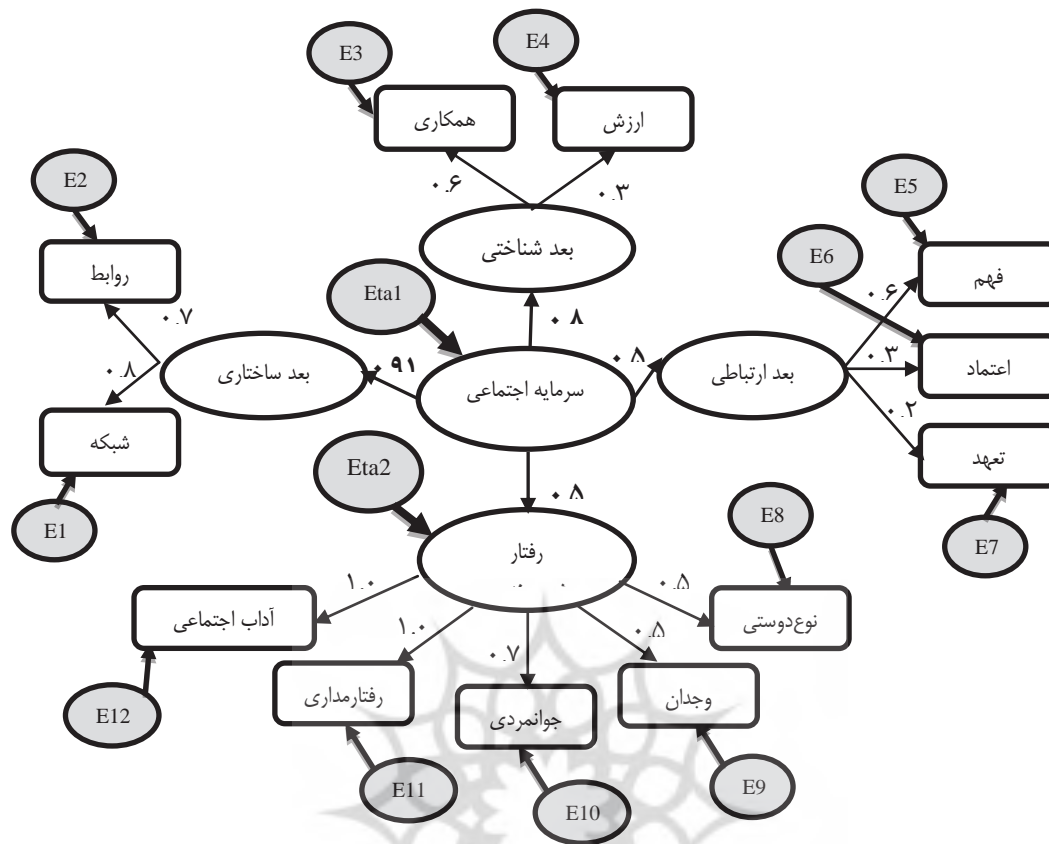 E3
E4
همکاری
ارزش
۰.۶
۰.۳
E2
E5
روابط
بعد شناختی
E6
فهم
۰.۷
Eta1
۰.۸
۰.۶
بعد ساختاری
۰.۹۱
سرمایه اجتماعی
۰.۵
بعد ارتباطی
۰.۳
اعتماد
۰.۸
۰.۲
شبکه
تعهد
E1
Eta2
۰.۵
E8
E7
رفتار
۱.۰
۰.۵
آداب اجتماعی
نوع‌دوستی
۱.۰
۰.۷
۰.۵
E12
رفتارمداری
جوانمردی
وجدان
E11
E10
E9